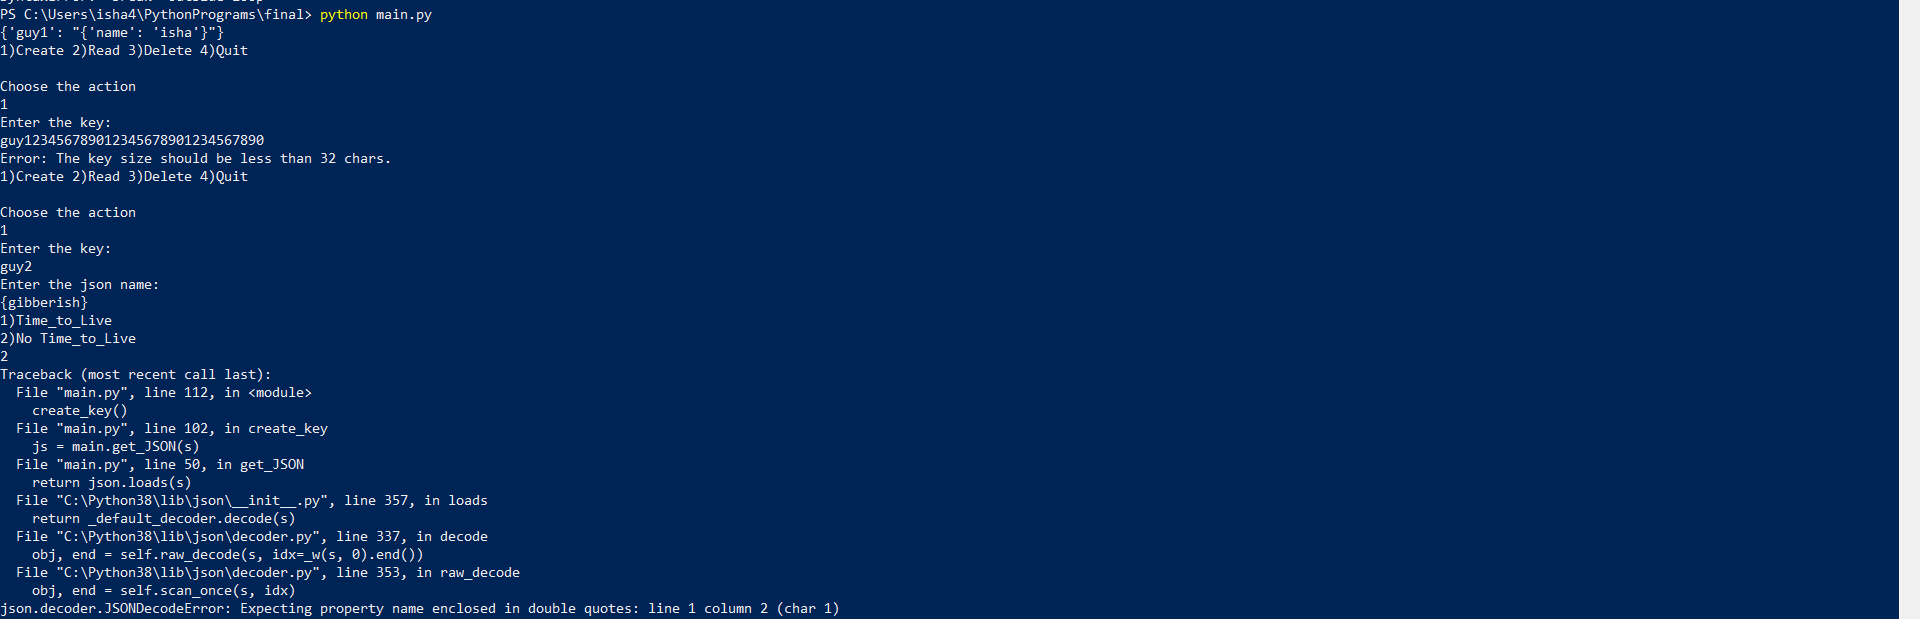 PS C:\Users\isha4\PythonPrograms\final> python main.py
{'guy1': "{'name': 'isha'}"}
1)Create 2)Read 3)Delete 4)Quit
Choose the action
1
Enter the key:
guy123456789012345678901234567890
Error: The key size should be less than 32 chars.
1)Create 2)Read 3)Delete 4)Quit
Choose the action
1
Enter the key:
guy2
Enter the json name:
{gibberish}
1)Time_to_Live
2)No Time_to_Live
2
Traceback (most recent call last):
  File "main.py", line 112, in <module>
    create_key()
  File "main.py", line 102, in create_key
    js = main.get_JSON(s)
  File "main.py", line 50, in get_JSON
    return json.loads(s)
  File "C:\Python38\lib\json\__init__.py", line 357, in loads
    return _default_decoder.decode(s)
  File "C:\Python38\lib\json\decoder.py", line 337, in decode
    obj, end = self.raw_decode(s, idx=_w(s, 0).end())
  File "C:\Python38\lib\json\decoder.py", line 353, in raw_decode
    obj, end = self.scan_once(s, idx)
json.decoder.JSONDecodeError: Expecting property name enclosed in double quotes: line 1 column 2 (char 1)